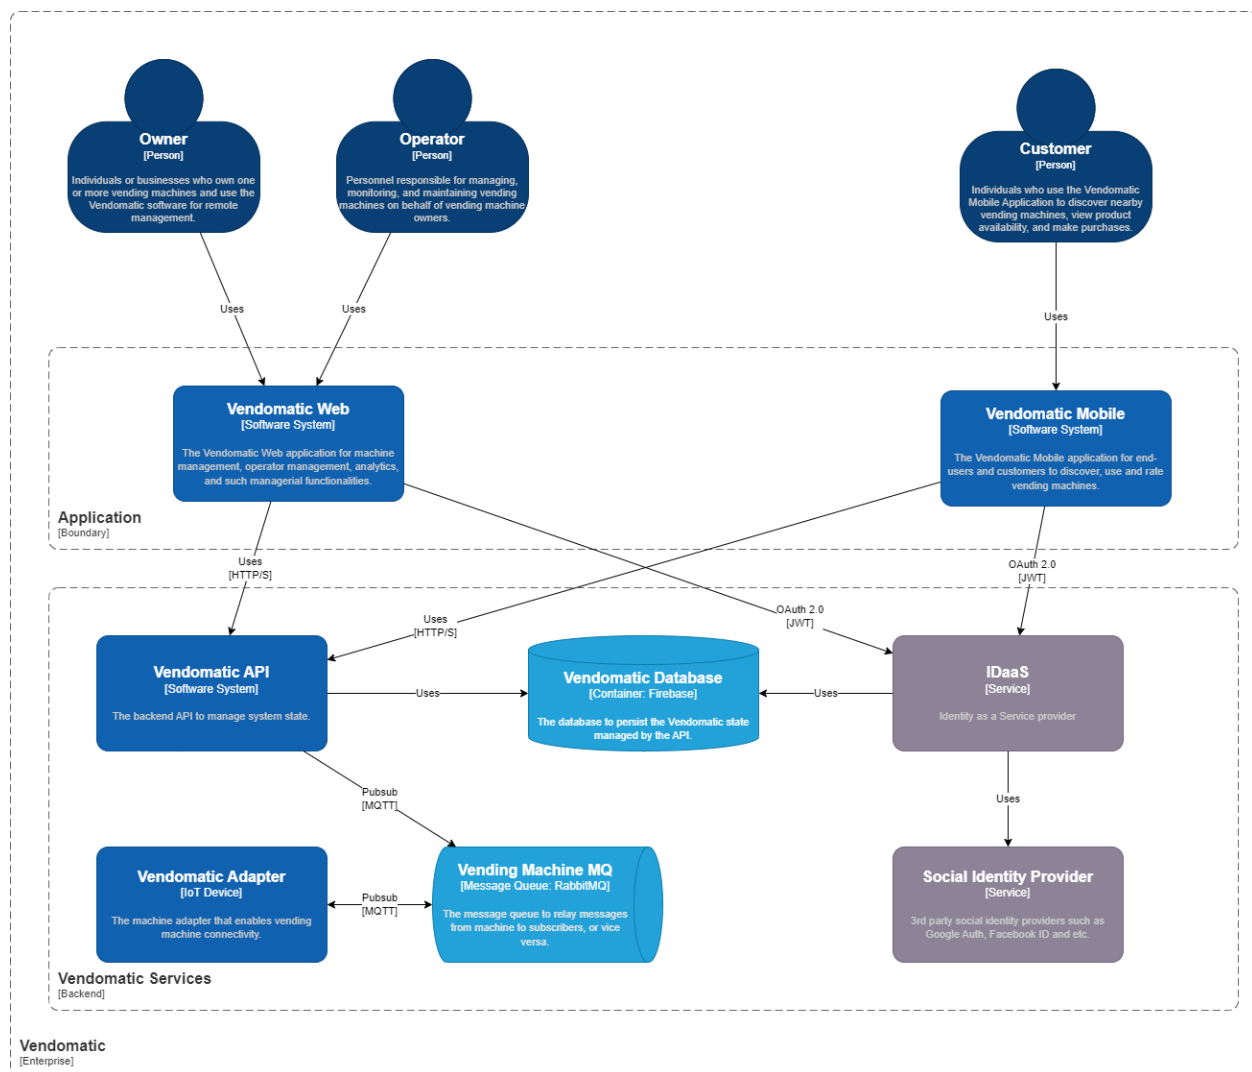 Owner
[Person]
Individuals or businesses who own one
or more vending machines and use the
Vendomatic software for remote
management.
Operator
[Person]
Personnel responsible for managing,
monitoring, and maintaining vending
machines on behalf of vending machine
owners.
Customer
[Person]
Individuals who use the Vendomatic
Mobile Application to discover nearby
vending machines, view product
availability, and make purchases.
Uses
Uses
Uses
Vendomatic Web
[Software System]
The Vendomatic Web application for machine
management, operator management, analytics,
and such managerial functionalities.
Vendomatic Mobile
[Software System]
The Vendomatic Mobile application for end-
users and customers to discover, use and rate
vending machines.
Application
[Boundary]
Uses
[HTTP/S]
OAuth 2.0
[JWT]
Uses
[HTTP/S]
OAuth 2.0
[JWT]
Vendomatic API
[Software System]
The backend API to manage system state.
Uses
Vendomatic Database
[Container: Firebase]
The database to persist the Vendomatic state
managed by the API.
Uses
IDaaS
[Service]
Identity as a Service provider
Pubsub
[MQTT]
Uses
Vendomatic Adapter
[IoT Device]
The machine adapter that enables vending
machine connectivity.
Pubsub
[MQTT]
Vending Machine MQ
[Message Queue: RabbitMQ]
The message queue to relay messages
from machine to subscribers, or vice
versa.
Social Identity Provider
[Service]
3rd party social identity providers such as
Google Auth, Facebook ID and etc.
Vendomatic Services
[Backend]
Vendomatic
[Enterprise]